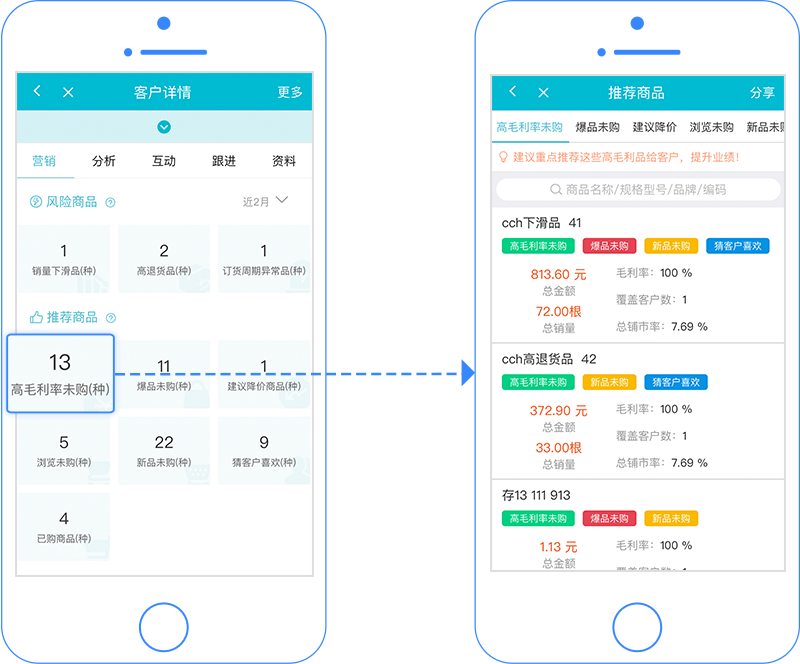 客户详情
更多
营销
分析
互动
跟进
资料
风险商品
近2月
1
销量下滑品(种)
2
高退货品(种)
1
订货周期异常品(种)
推荐商品
13
高毛利率未购(种)
11
爆品未购(种)
1
建议降价商品(种)
5
浏览未购(种)
22
新品未购(种)
9
猜客户喜欢(种)
4
已购商品(种)
推荐商品
分享
高毛利率未购
爆品未购
建议降价
浏览未购
新品未购
建议重点推荐这些高毛利品给客户，提升业绩！
商品名称/规格型号/品牌/编码
cch下滑品 41
高毛利率未购
爆品未购
新品未购
猜客户喜欢
813.60 元
总金额
72.00根
总销量
毛利率： 100 %
覆盖客户数： 1
总铺市率： 7.69 %
cch高退货品 42
高毛利率未购
新品未购
猜客户喜欢
372.90 元
总金额
33.00根
总销量
毛利率： 100 %
覆盖客户数： 1
总铺市率： 7.69 %
存13 111 913
高毛利率未购
爆品未购
新品未购
1.13 元
总金额
毛利率： 100 %
覆盖客户数： 1